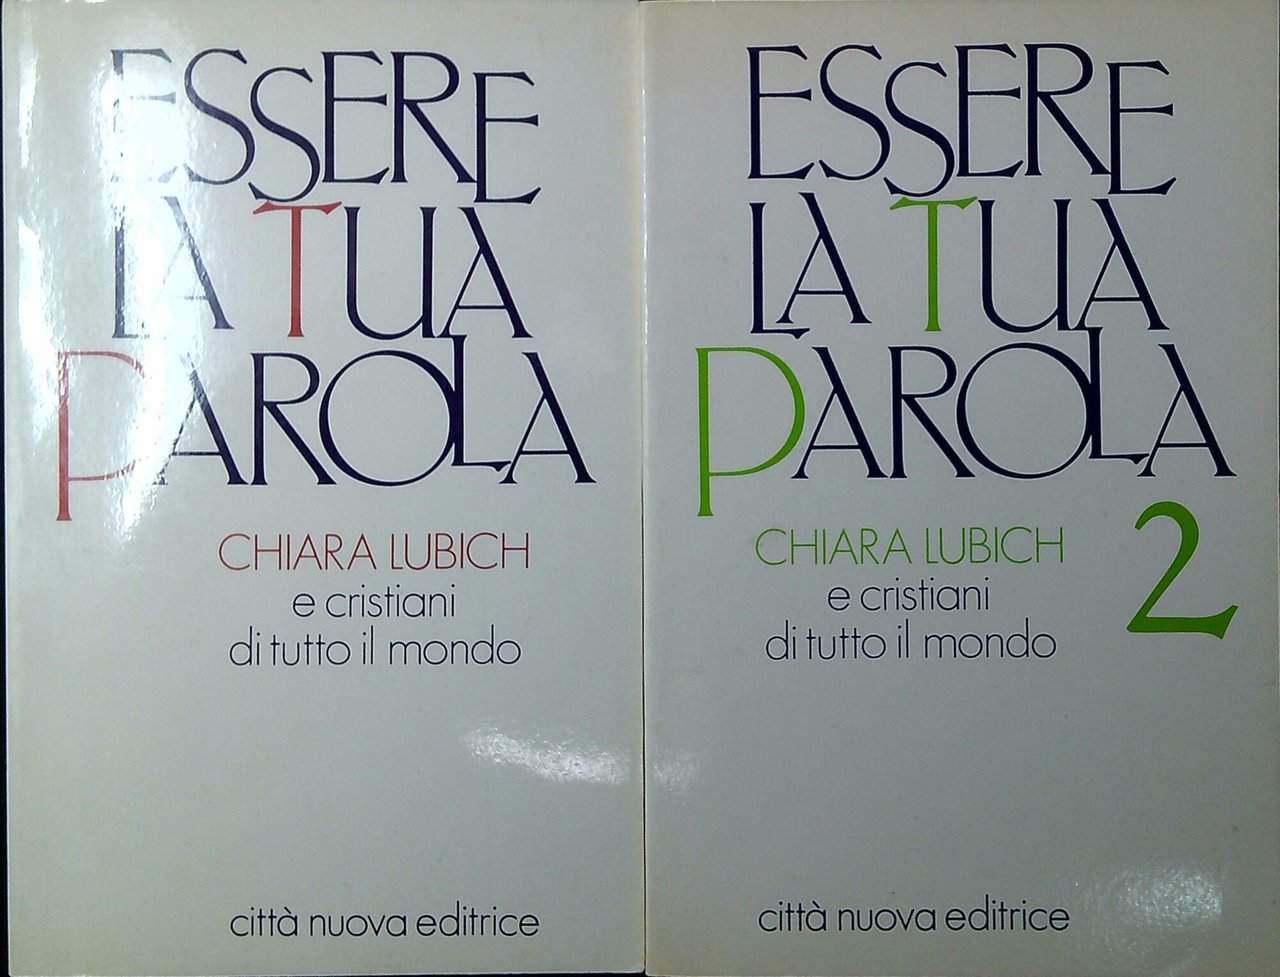 ESSERE
LA TUA
PAROLA
CHIARA LUBICH
e cristiani
di tutto il mondo
città nuova editrice
ESSERE
LA TUA
PAROLA
2
CHIARA LUBICH
e cristiani
di tutto il mondo
città nuova editrice